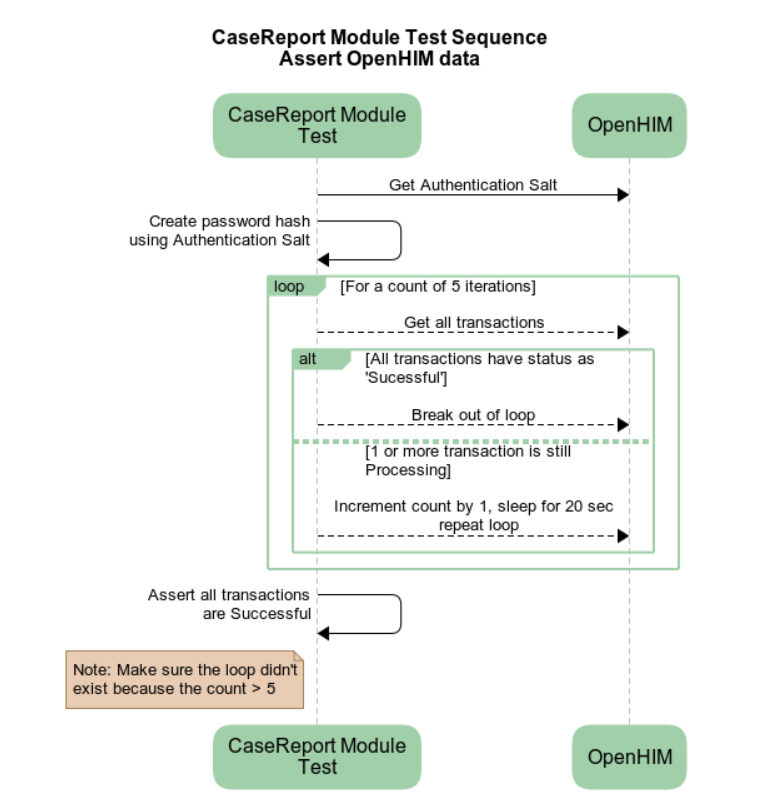 CaseReport Module Test Sequence
Assert OpenHIM data
CaseReport Module
Test
OpenHIM
Get Authentication Salt
Create password hash
using Authentication Salt
loop
[For a count of 5 iterations]
Get all transactions
alt
[All transactions have status as
'Sucessful']
Break out of loop
[1 or more transaction is still
Processing]
Increment count by 1, sleep for 20 sec
repeat loop
Assert all transactions
are Successful
Note: Make sure the loop didn't
exist because the count > 5
CaseReport Module
Test
OpenHIM